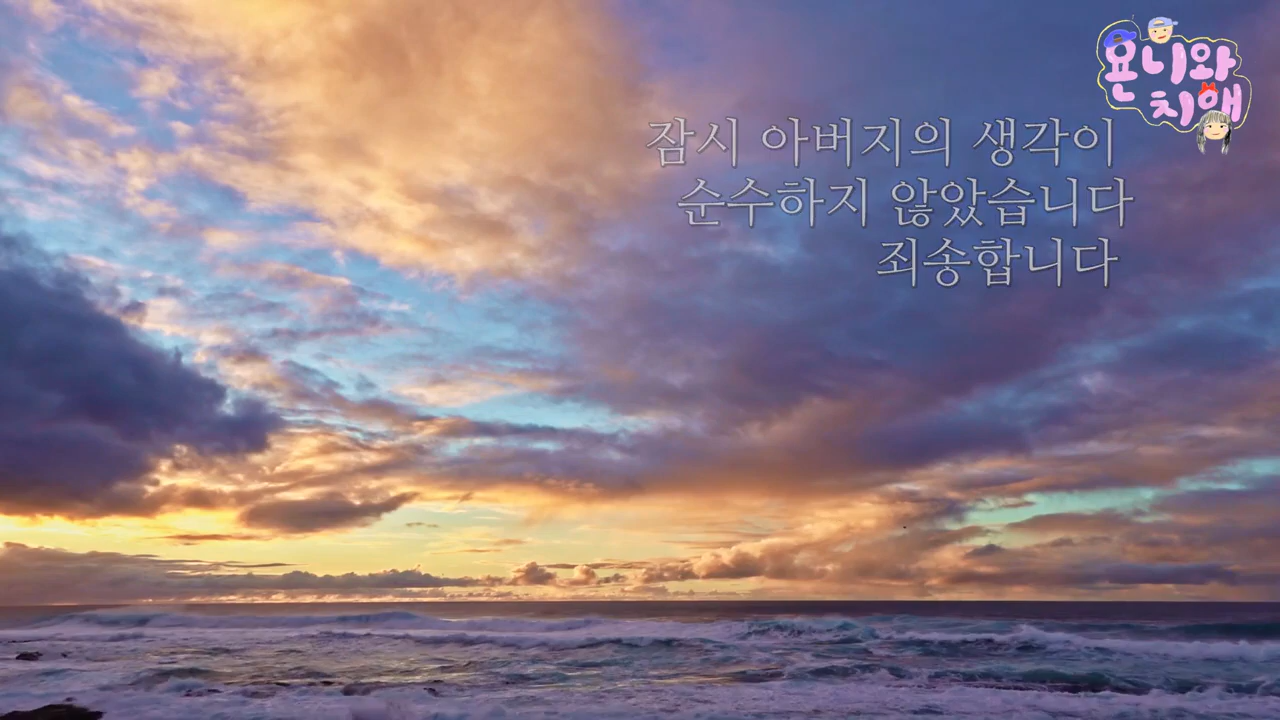 욘니와
치애
잠시 아버지의 생각이
순수하지 않았습니다
죄송합니다